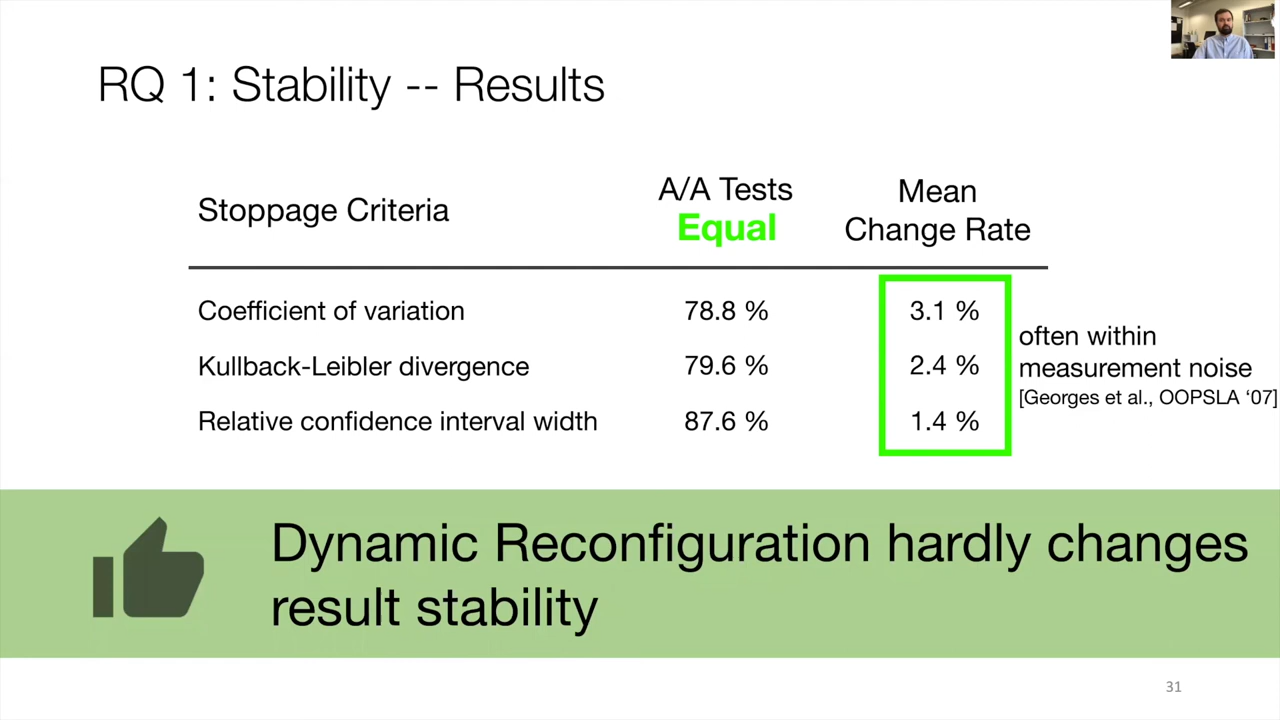 RQ 1: Stability -- Results
Stoppage Criteria
A/A Tests
Equal
Mean
Change Rate
Coefficient of variation 78.8 % 3.1 %
Kullback-Leibler divergence 79.6 % 2.4 %
Relative confidence interval width 87.6 % 1.4 %
often within
measurement noise
[Georges et al., OOPSLA ‘07]
Dynamic Reconfiguration hardly changes
result stability
31